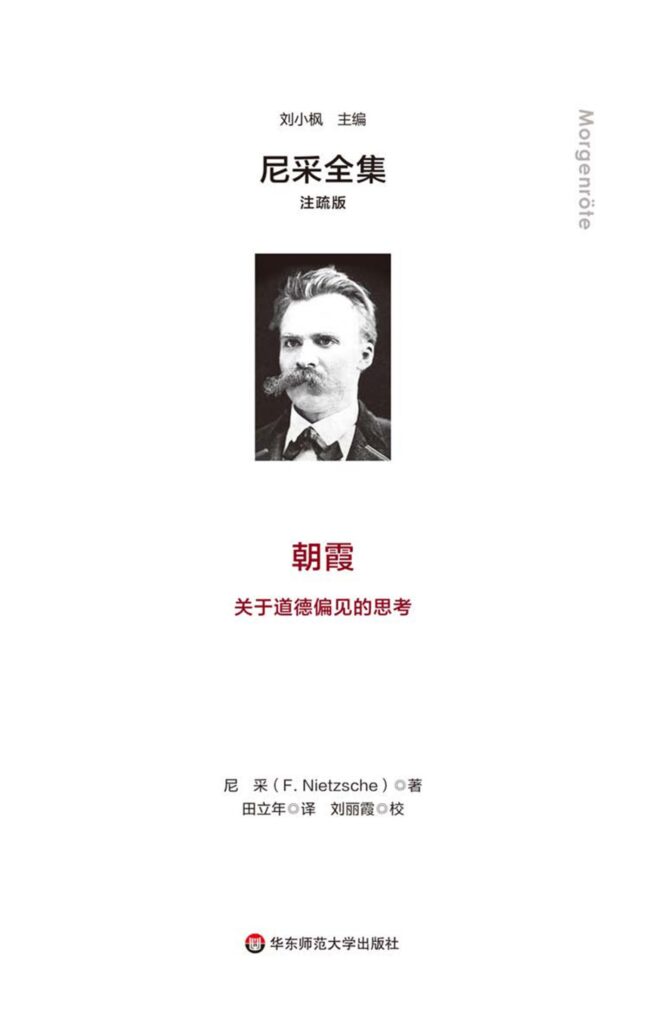 刘小枫 主编
尼采全集
注疏版
Morgenröte
朝霞
关于道德偏见的思考
尼 采（F. Nietzsche）◎著
田立年◎译 刘丽霞◎校
华东师范大学出版社